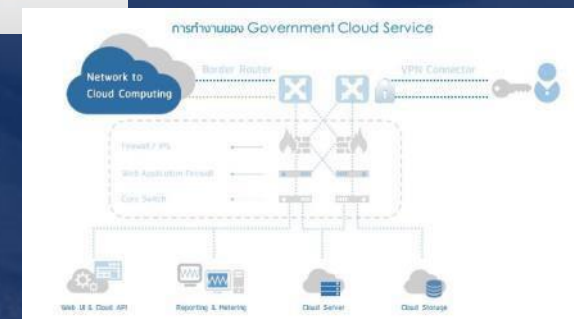 การทำงานของ Government Cloud Service
Network to
Cloud Computing
Border Router
VPN Connector
Firewall / IPS
Web Application Firewall
Core Switch
Web UI & Cloud API
Reporting & Metering
Cloud Server
Cloud Storage